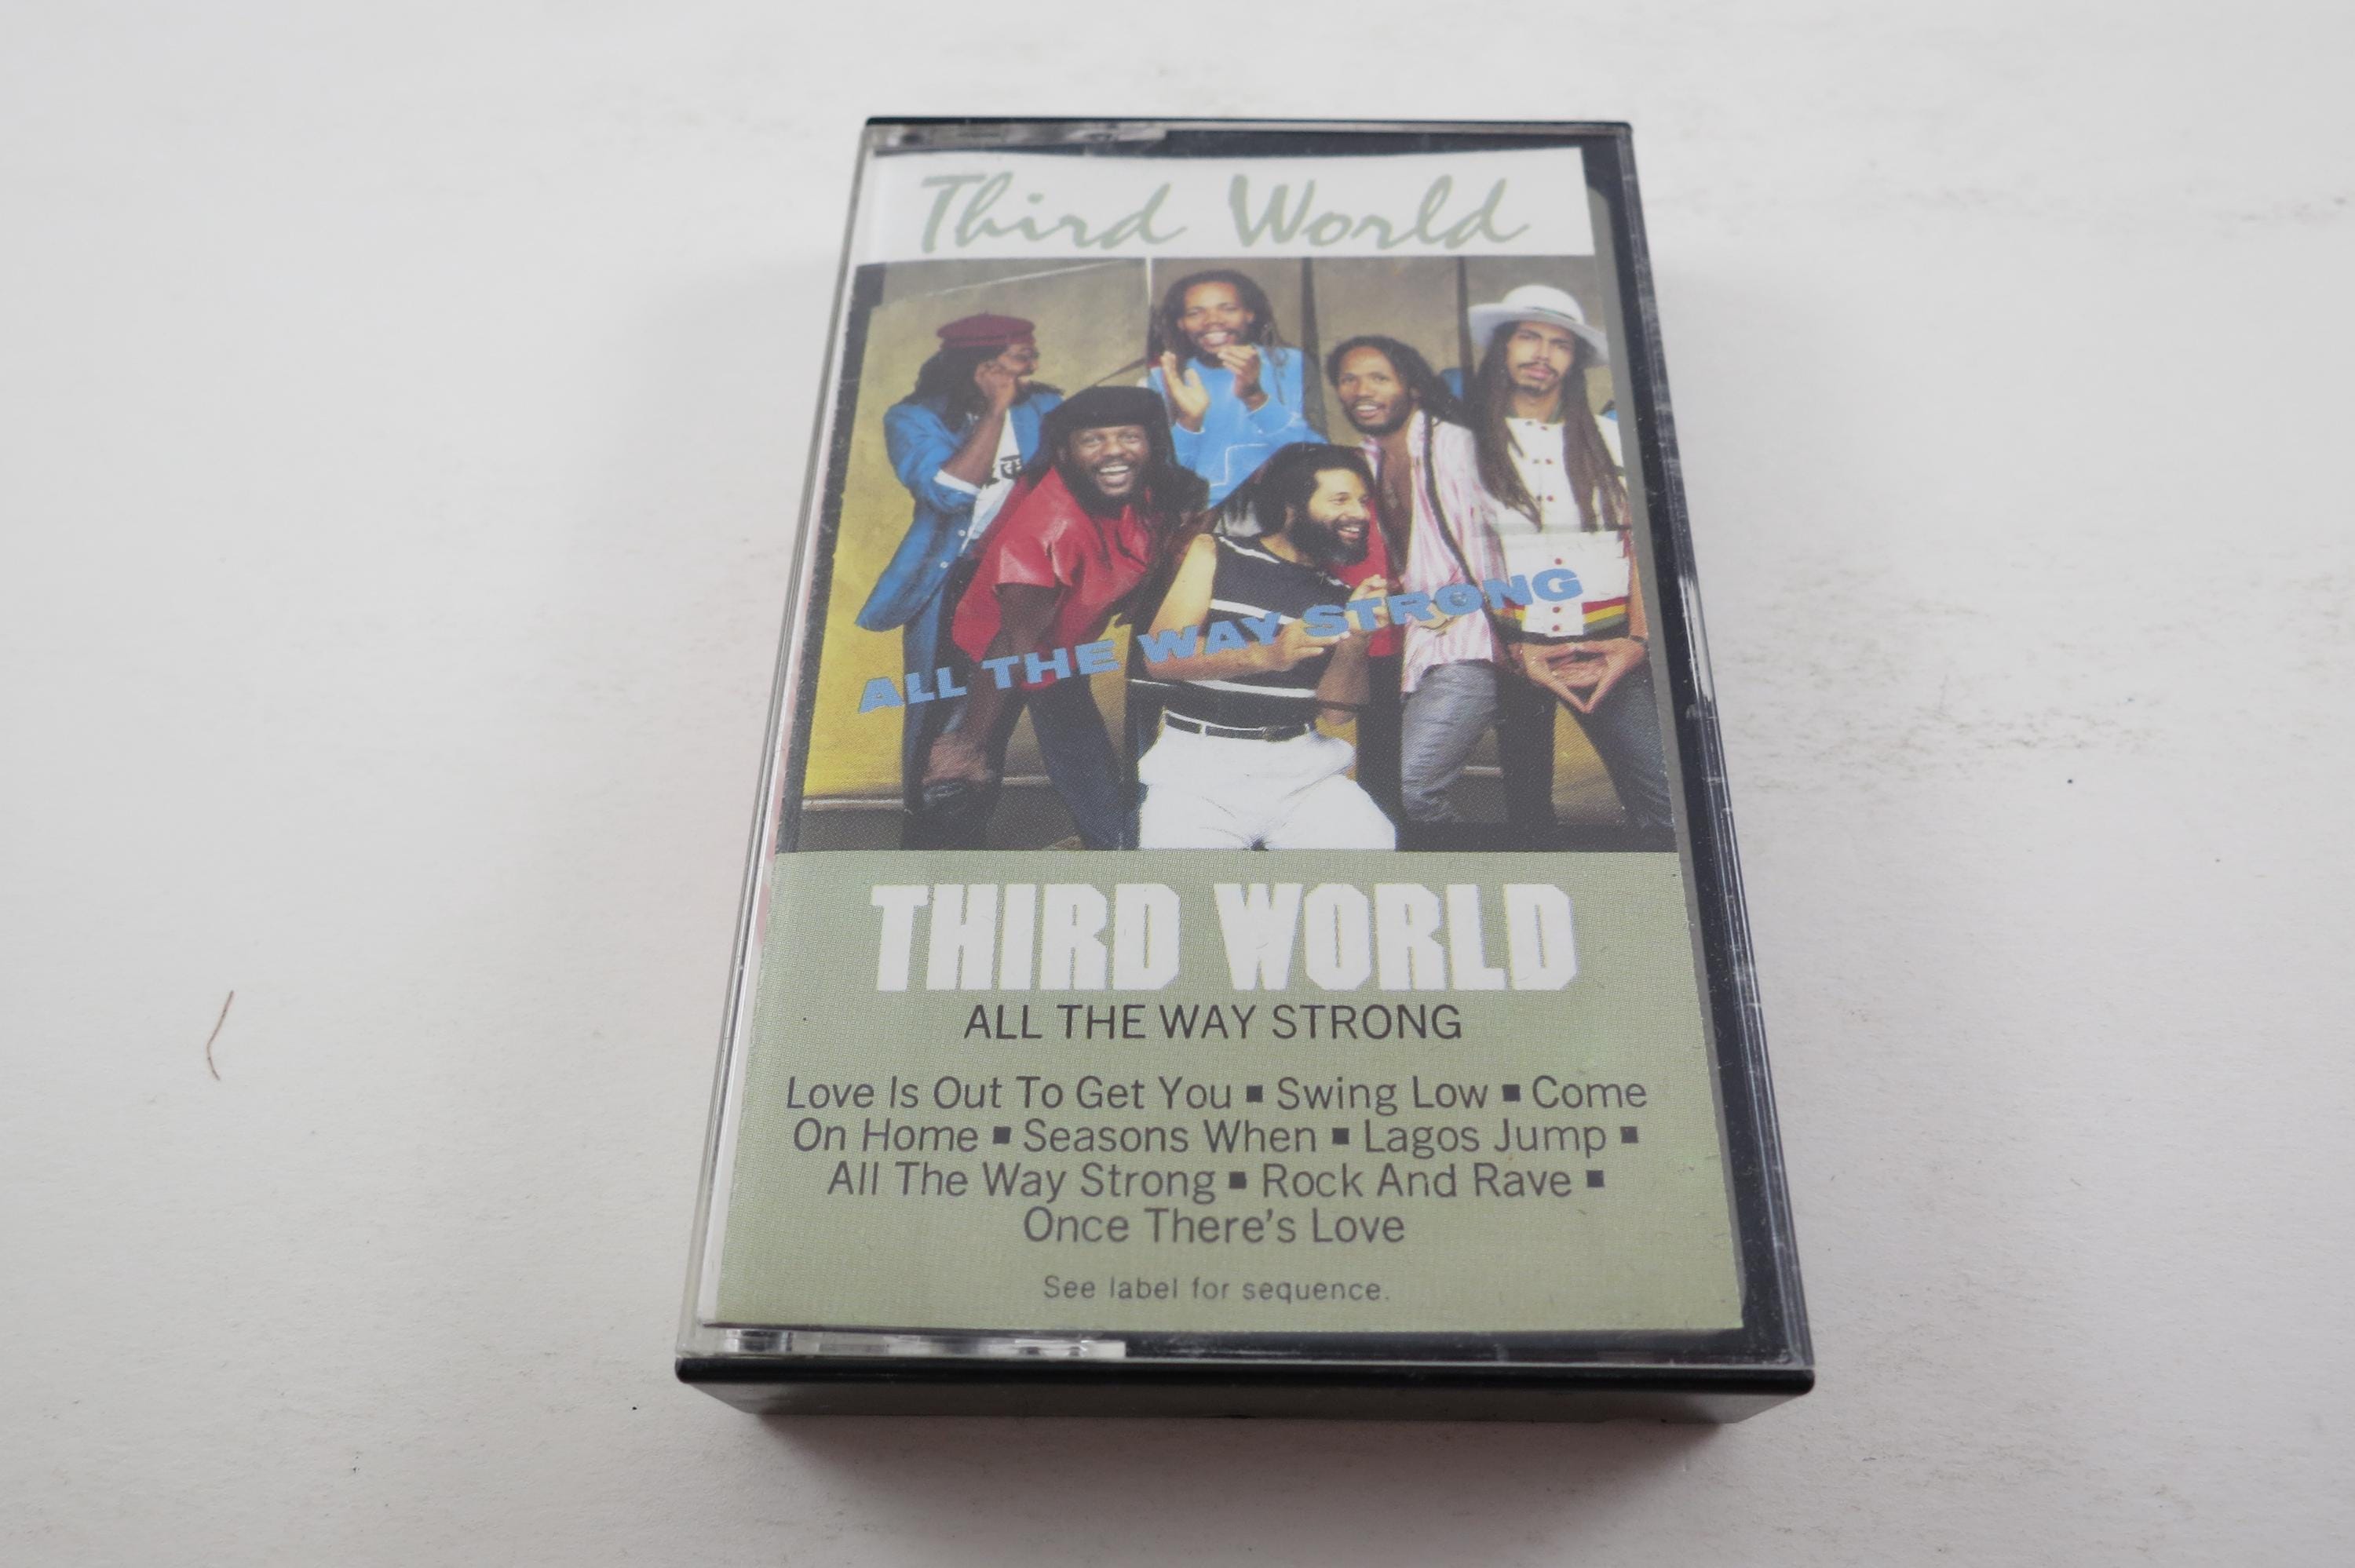 Third World
ALL THE WAY STRONG
THIRD WORLD
ALL THE WAY STRONG
Love Is Out To Get You ▪ Swing Low ▪ Come
On Home ▪ Seasons When ▪ Lagos Jump ▪
All The Way Strong ▪ Rock And Rave ▪
Once There's Love
See label for sequence.